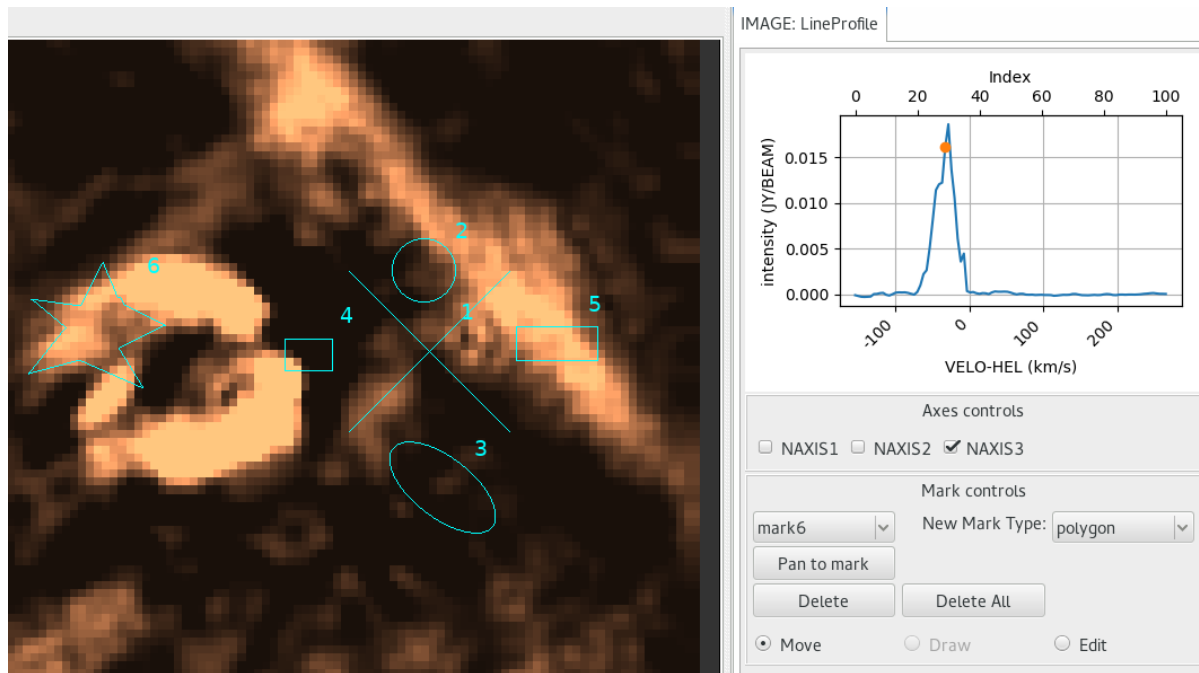 IMAGE: LineProfile
Index
0 20 40 60 80 100
0.015
0.010
0.005
0.000
intensity (JY/BEAM)
-100 0 100 200
VELO-HEL (km/s)
Axes controls
NAXIS1 NAXIS2 NAXIS3
Mark controls
mark6 New Mark Type: polygon
Pan to mark
Delete Delete All
Move Draw Edit
2
6
5
4
1
3